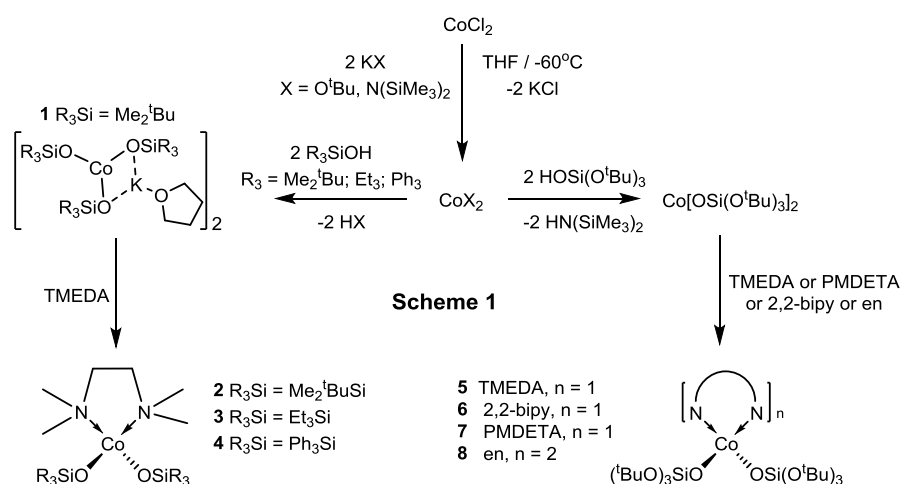 CoCl2
2 KX
X = OtBu, N(SiMe3)2
THF / -60oC
-2 KCl
1 R3Si = Me2tBu
R3SiO
OSiR3
Co
K
O
R3SiO
2
2 R3SiOH
R3 = Me2tBu; Et3; Ph3
-2 HX
CoX2
2 HOSi(OtBu)3
-2 HN(SiMe3)2
Co[OSi(OtBu)3]2
TMEDA
Scheme 1
TMEDA or PMDETA
or 2,2-bipy or en
N
N
Co
R3SiO
OSiR3
2 R3Si = Me2tBuSi
3 R3Si = Et3Si
4 R3Si = Ph3Si
5 TMEDA, n = 1
6 2,2-bipy, n = 1
7 PMDETA, n = 1
8 en, n = 2
N
N
n
Co
(tBuO)3SiO
OSi(OtBu)3